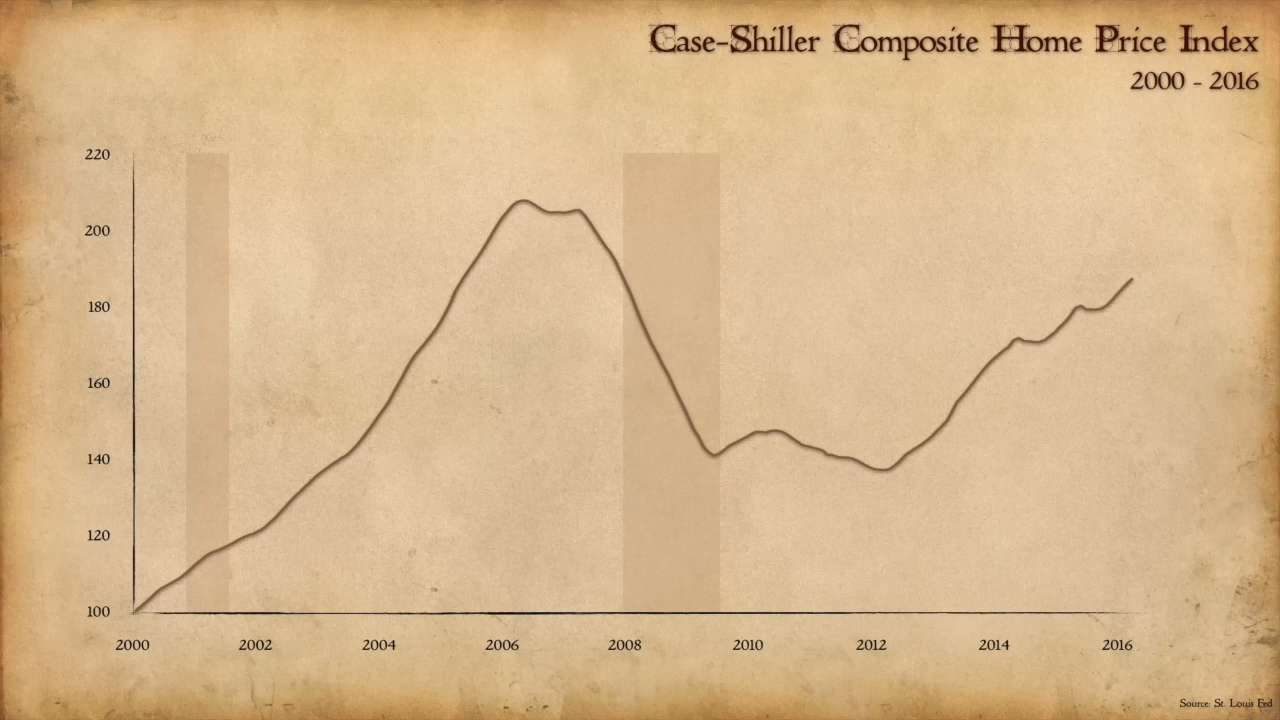 Case-Shiller Composite Home Price Index
2000 - 2016
220
200
180
160
140
120
100
2000 2002 2004 2006 2008 2010 2012 2014 2016
Source: St. Louis Fed